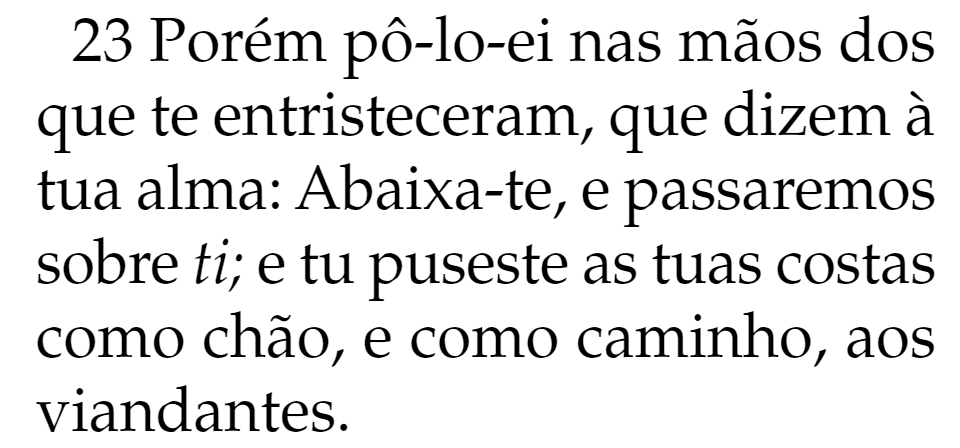 23 Porém pô-lo-ei nas mãos dos
que te entristeceram, que dizem à
tua alma: Abaixa-te, e passaremos
sobre ti; e tu puseste as tuas costas
como chão, e como caminho, aos
viandantes.